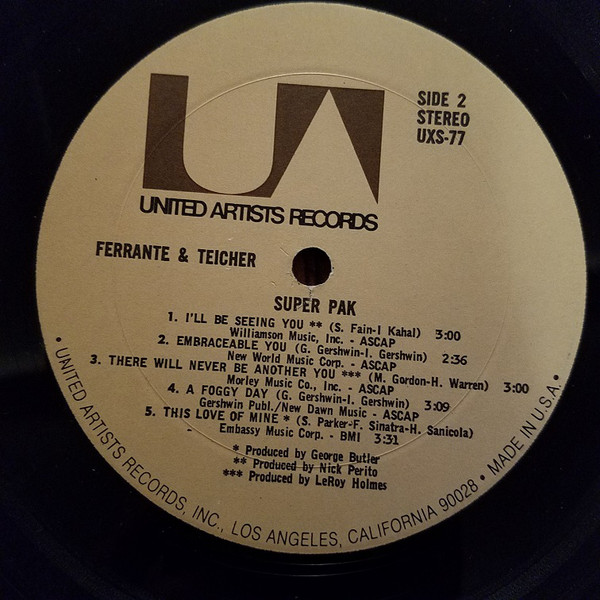 UA
UNITED ARTISTS RECORDS
SIDE 2
STEREO
UXS-77
FERRANTE & TEICHER
SUPER PAK
1. I'LL BE SEEING YOU ** (S. Fain-I Kahal) 3:00
Williamson Music, Inc. - ASCAP
2. EMBRACEABLE YOU (G. Gershwin-I. Gershwin) 2:36
New World Music Corp. - ASCAP
3. THERE WILL NEVER BE ANOTHER YOU *** (M. Gordon-H. Warren) 3:00
Morley Music Co., Inc. - ASCAP
4. A FOGGY DAY (G. Gershwin-I. Gershwin) 3:09
Gershwin Publ./New Dawn Music - ASCAP
5. THIS LOVE OF MINE * (S. Parker-F. Sinatra-H. Sanicola)
Embassy Music Corp. - BMI 3:31
* Produced by George Butler
** Produced by Nick Perito
*** Produced by LeRoy Holmes
• UNITED ARTISTS RECORDS, INC., LOS ANGELES, CALIFORNIA 90028 • MADE IN U.S.A. •